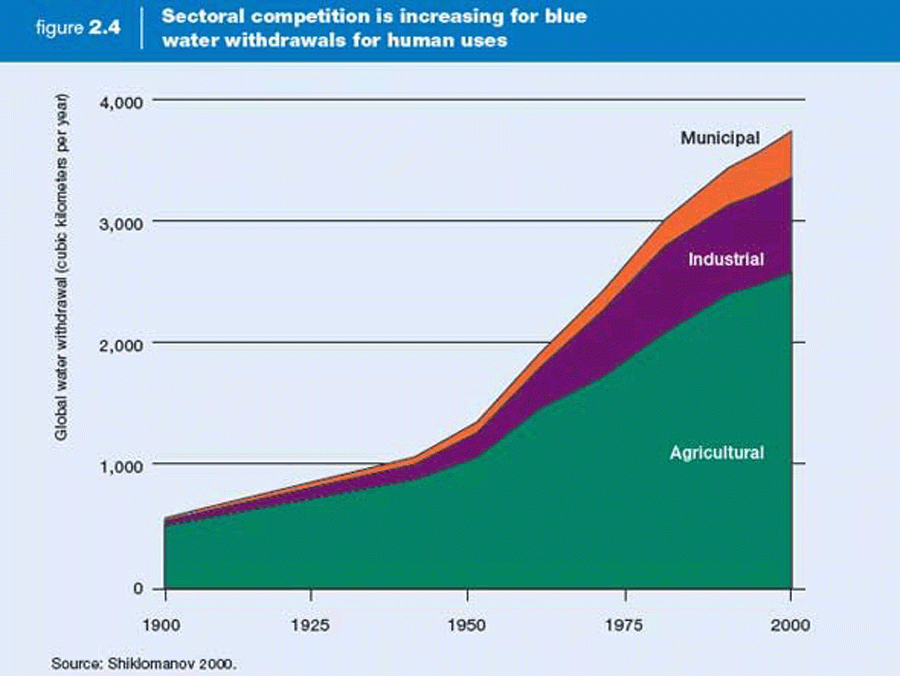 figure 2.4
Sectoral competition is increasing for blue
water withdrawals for human uses
Global water withdrawal (cubic kilometers per year)
4,000
3,000
2,000
1,000
0
Municipal
Industrial
Agricultural
1900
1925
1950
1975
2000
Source: Shiklomanov 2000.